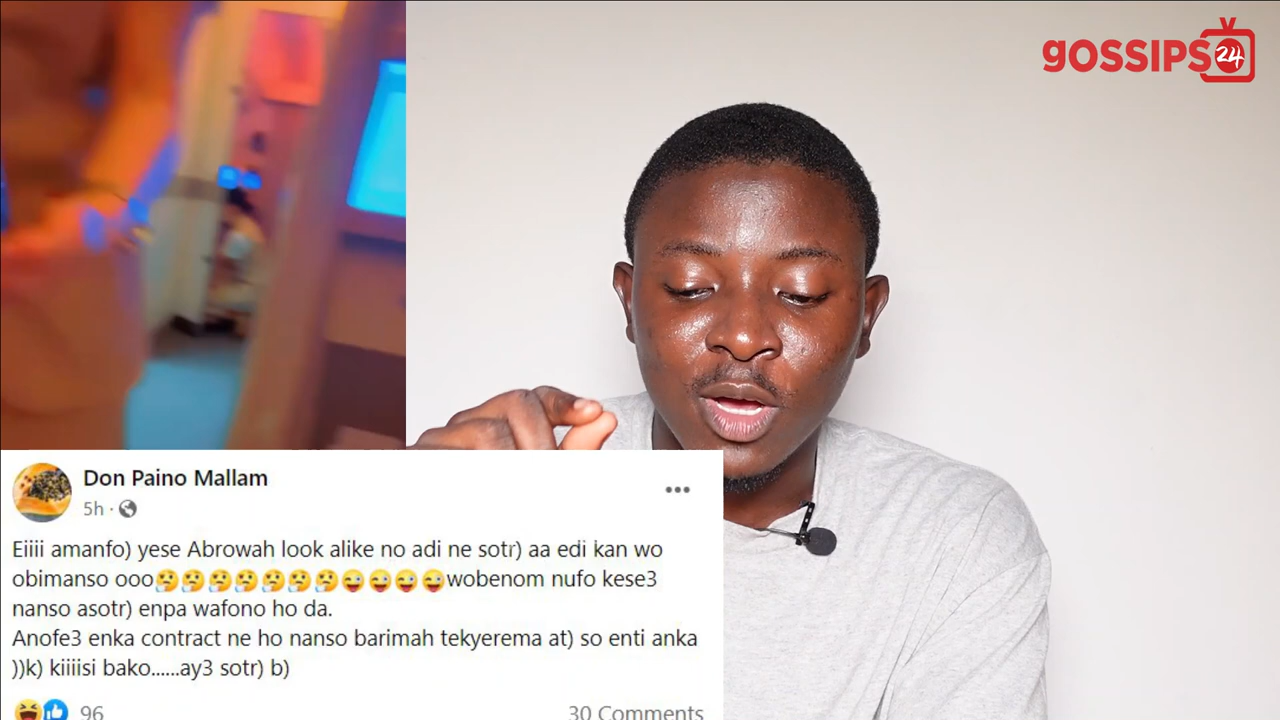 gOSSIPS 24
Don Paino Mallam
5h ·
Eiiii amanfo) yese Abrowah look alike no adi ne sotr) aa edi kan wo
obimanso ooo🤔🤔🤔🤔🤔🤔🤔😜😜😜😜wobenom nufo kese3
nanso asotr) enpa wafono ho da.
Anofe3 enka contract ne ho nanso barimah tekyerema at) so enti anka
))k) kiiiisi bako......ay3 sotr) b)
96
30 Comments